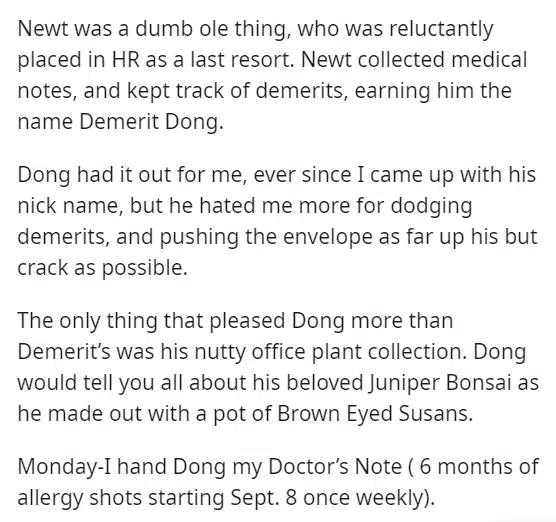 Newt was a dumb ole thing, who was reluctantly
placed in HR as a last resort. Newt collected medical
notes, and kept track of demerits, earning him the
name Demerit Dong.
Dong had it out for me, ever since I came up with his
nick name, but he hated me more for dodging
demerits, and pushing the envelope as far up his but
crack as possible.
The only thing that pleased Dong more than
Demerit’s was his nutty office plant collection. Dong
would tell you all about his beloved Juniper Bonsai as
he made out with a pot of Brown Eyed Susans.
Monday-I hand Dong my Doctor’s Note ( 6 months of
allergy shots starting Sept. 8 once weekly).